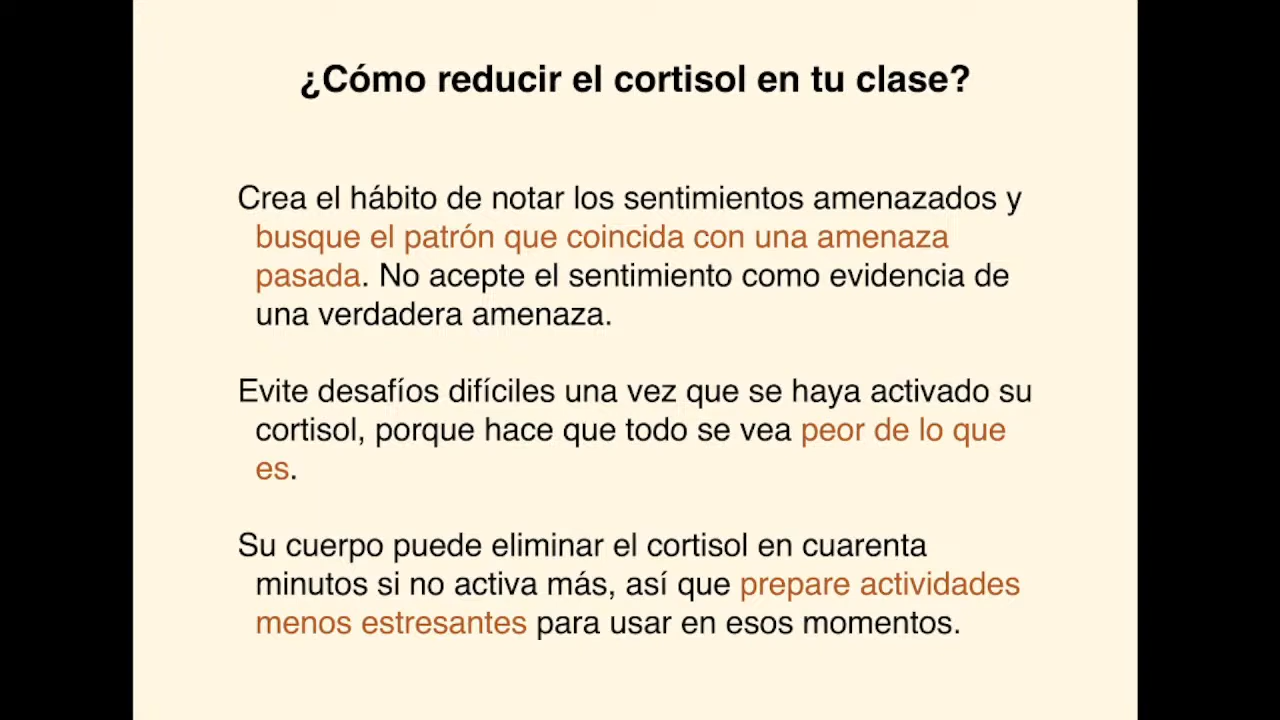 ¿Cómo reducir el cortisol en tu clase?
Crea el hábito de notar los sentimientos amenazados y
busque el patrón que coincida con una amenaza
pasada. No acepte el sentimiento como evidencia de
una verdadera amenaza.
Evite desafíos difíciles una vez que se haya activado su
cortisol, porque hace que todo se vea peor de lo que
es.
Su cuerpo puede eliminar el cortisol en cuarenta
minutos si no activa más, así que prepare actividades
menos estresantes para usar en esos momentos.